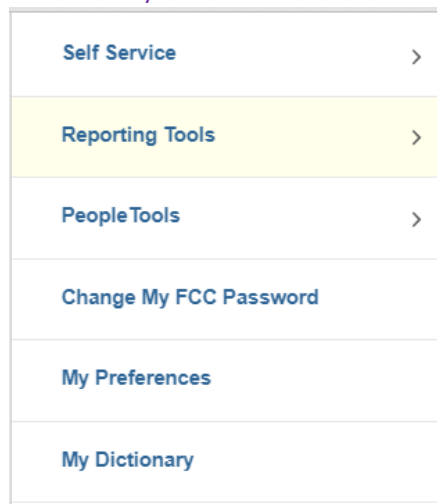 Self Service
Reporting Tools
PeopleTools
Change My FCC Password
My Preferences
My Dictionary